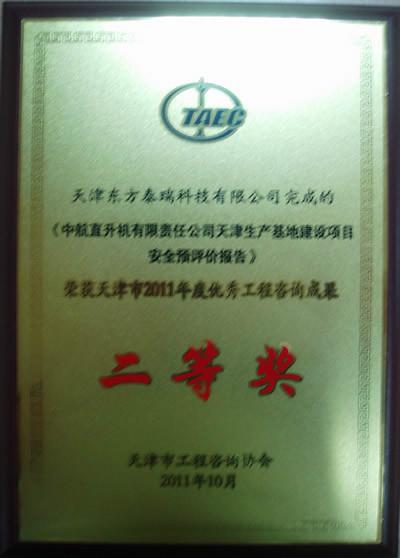 TAEC
天津东方泰瑞科技有限公司完成的
《中航直升机有限责任公司天津生产基地建设项目
安全预评价报告》
荣获天津市2011年度优秀工程咨询成果
二等奖
天津市工程咨询协会
2011年10月